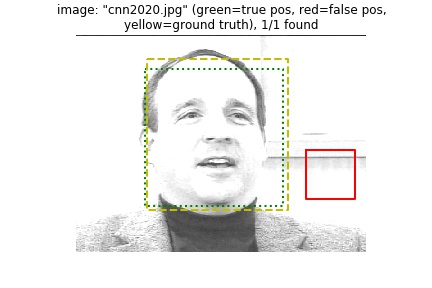 image: "cnn2020.jpg" (green=true pos, red=false pos,
yellow=ground truth), 1/1 found